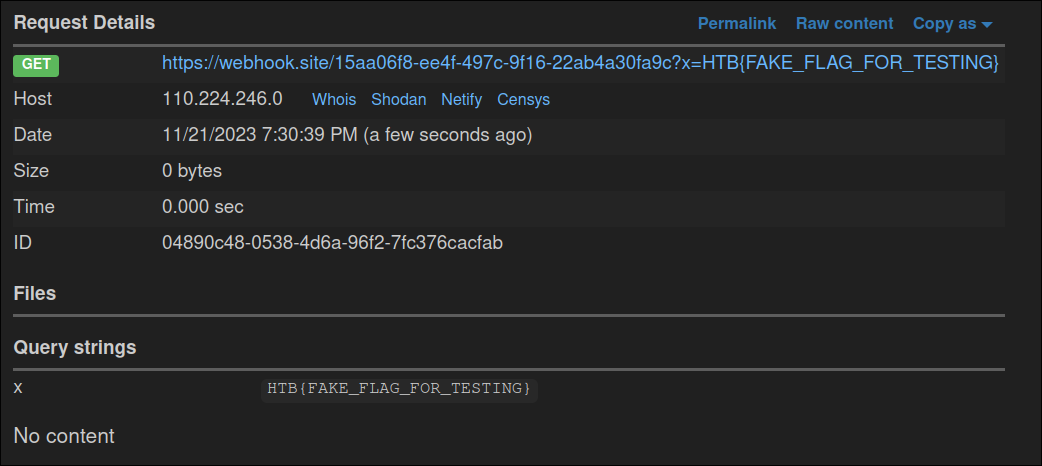 Request Details Permalink Raw content Copy as
GET https://webhook.site/15aa06f8-ee4f-497c-9f16-22ab4a30fa9c?x=HTB{FAKE_FLAG_FOR_TESTING}
Host 110.224.246.0 Whois Shodan Netify Censys
Date 11/21/2023 7:30:39 PM (a few seconds ago)
Size 0 bytes
Time 0.000 sec
ID 04890c48-0538-4d6a-96f2-7fc376cacfab
Files
Query strings
x HTB{FAKE_FLAG_FOR_TESTING}
No content